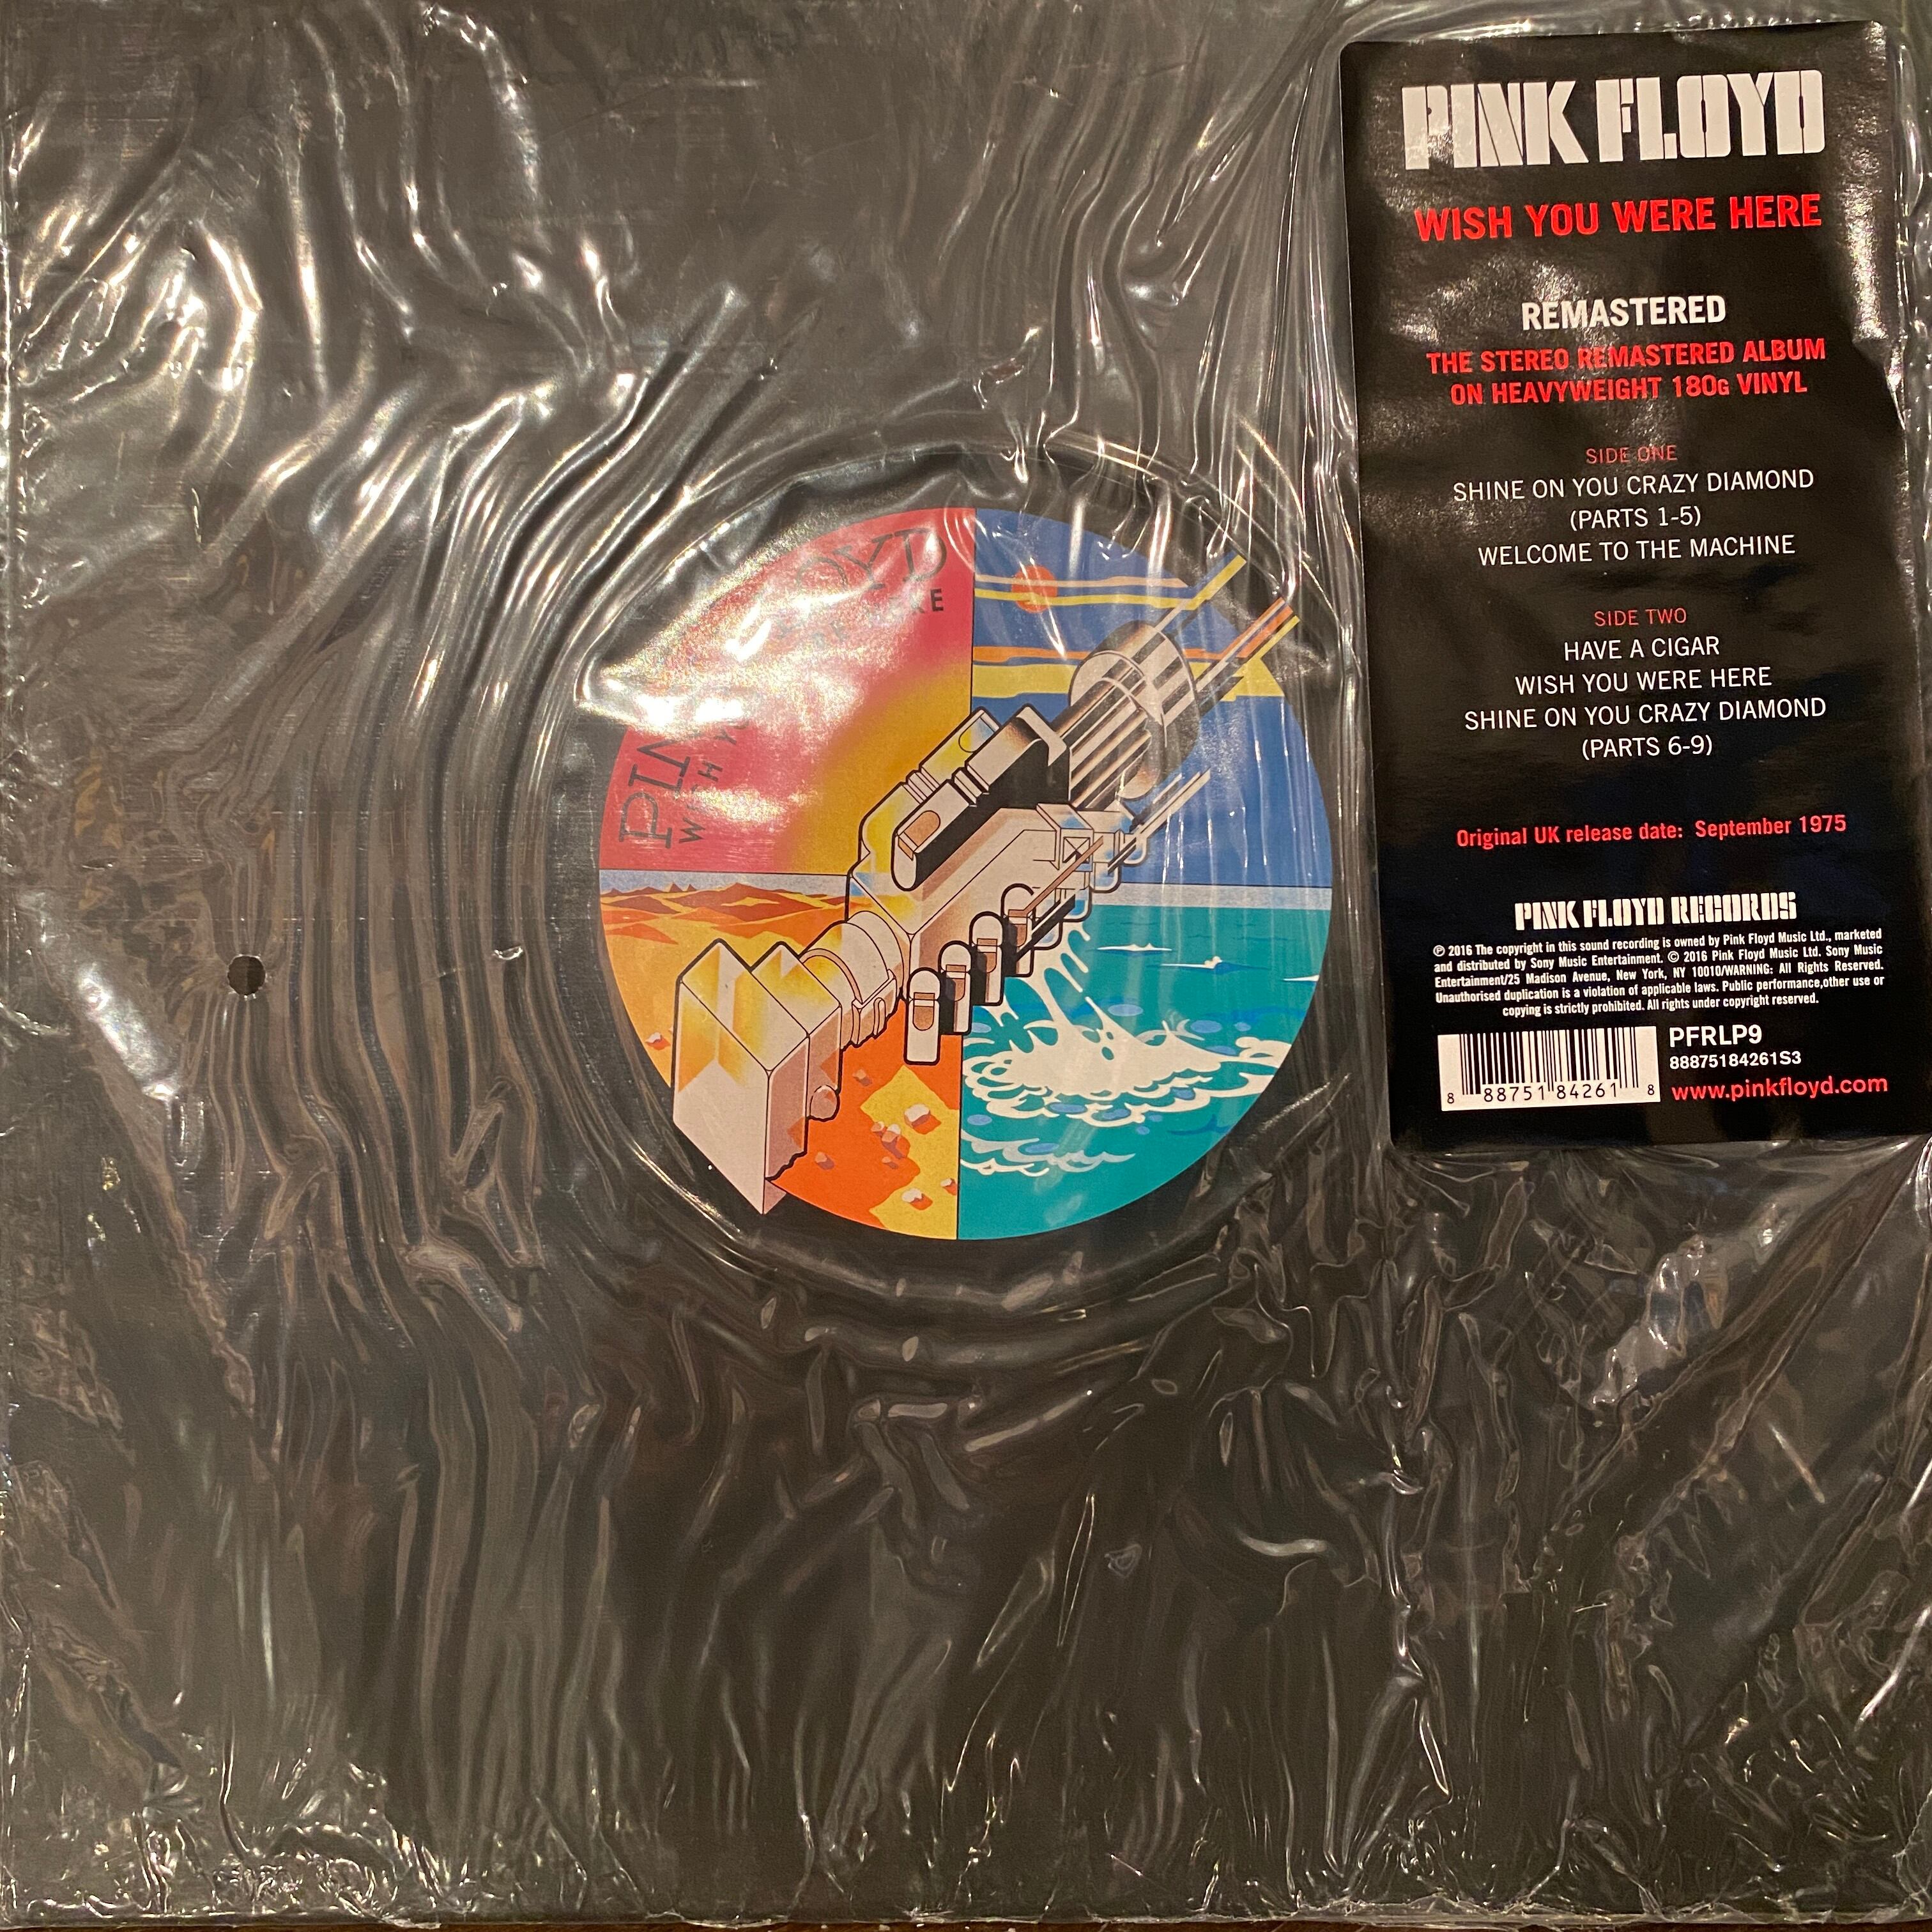 PINK FLOYD
WISH YOU WERE HERE
REMASTERED
THE STEREO REMASTERED ALBUM
ON HEAVYWEIGHT 180G VINYL
SIDE ONE
SHINE ON YOU CRAZY DIAMOND
(PARTS 1-5)
WELCOME TO THE MACHINE
SIDE TWO
HAVE A CIGAR
WISH YOU WERE HERE
SHINE ON YOU CRAZY DIAMOND
(PARTS 6-9)
Original UK release date: September 1975
PINK FLOYD RECORDS
℗ 2016 The copyright in this sound recording is owned by Pink Floyd Music Ltd., marketed
and distributed by Sony Music Entertainment. © 2016 Pink Floyd Music Ltd. Sony Music
Entertainment/25 Madison Avenue, New York, NY 10010/WARNING: All Rights Reserved.
Unauthorised duplication is a violation of applicable laws. Public performance,other use or
copying is strictly prohibited. All rights under copyright reserved.
PFRLP9
88875184261S3
www.pinkfloyd.com
8 88751 84261 8